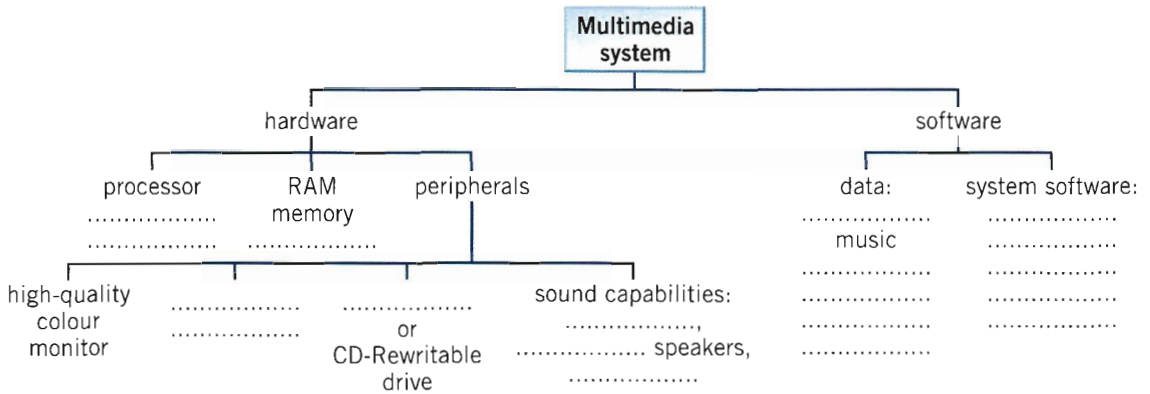 Multimedia
system
hardware
software
processor
....................
....................
RAM
memory
....................
peripherals
data:
....................
music
....................
....................
....................
....................
system software:
....................
....................
....................
....................
....................
high-quality
colour
monitor
....................
....................
....................
or
CD-Rewritable
drive
sound capabilities:
....................,
.................... speakers,
....................